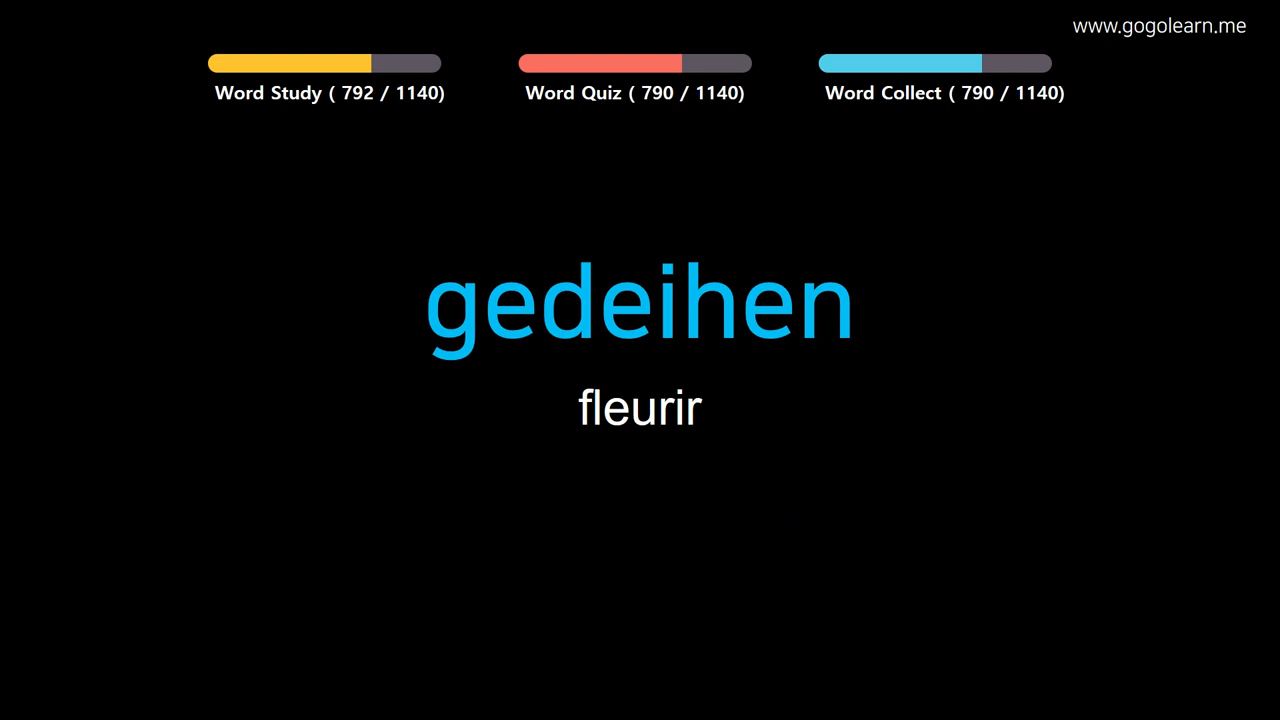 www.gogolearn.me
Word Study ( 792 / 1140)
Word Quiz ( 790 / 1140)
Word Collect ( 790 / 1140)
gedeihen
fleurir